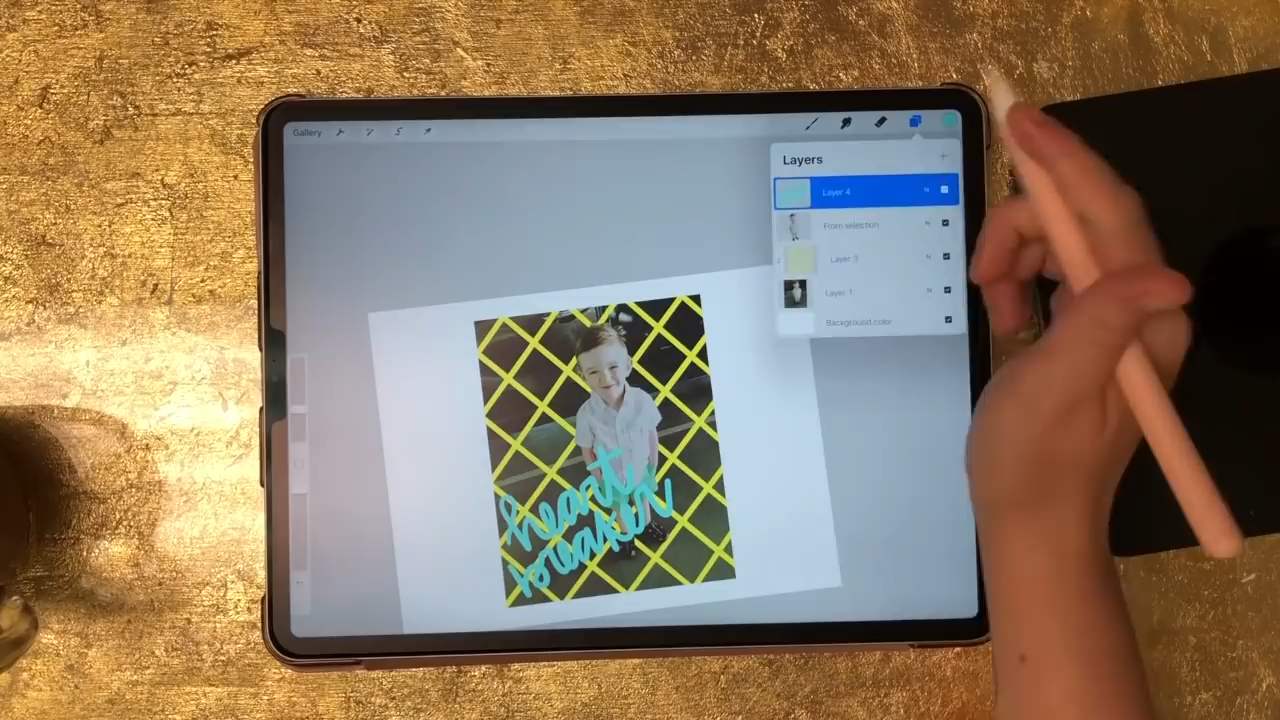 Gallery
Layers
Layer 4
N
From selection
N
Layer 3
N
Layer 1
N
Background color
heart
breaker